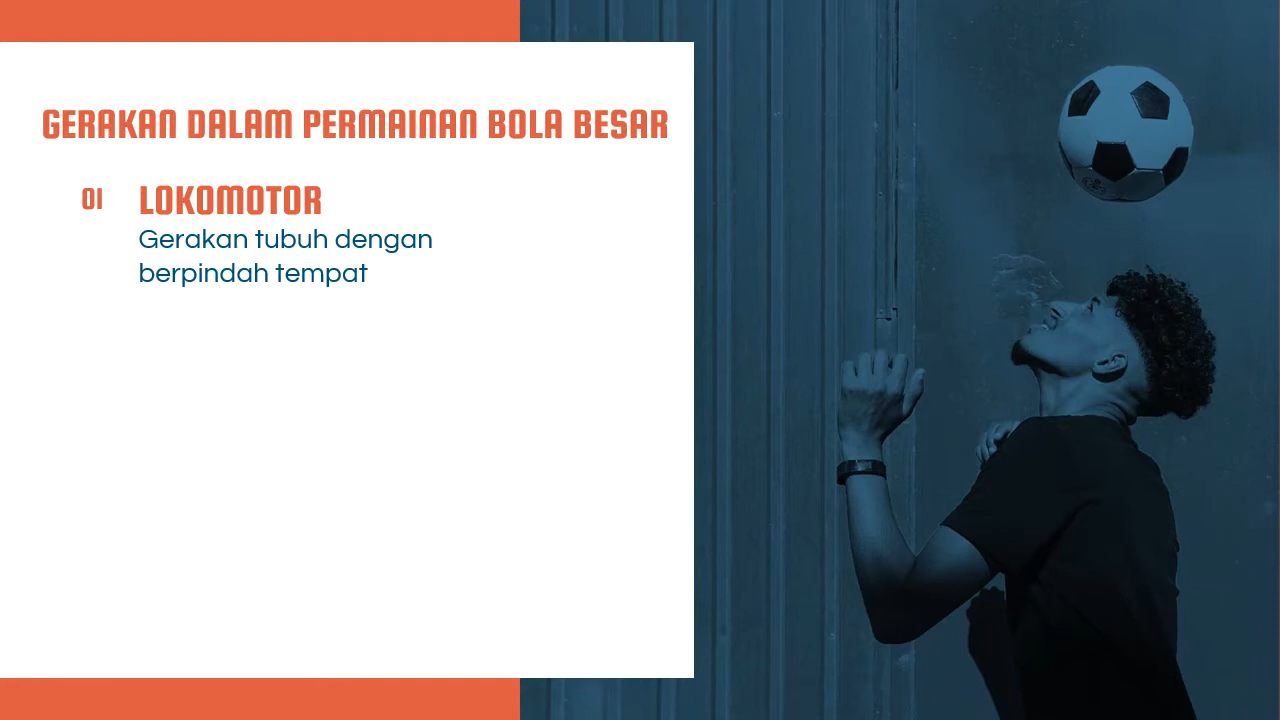 GERAKAN DALAM PERMAINAN BOLA BESAR
01 LOKOMOTOR
Gerakan tubuh dengan
berpindah tempat